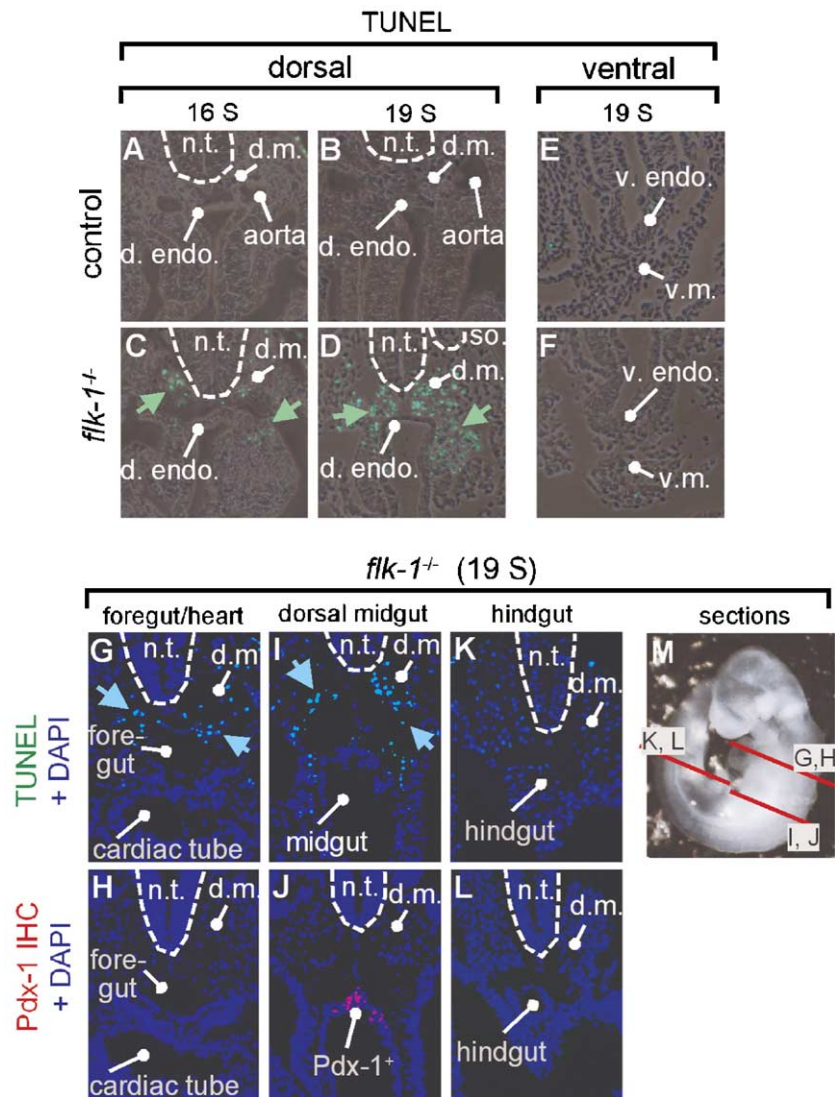 TUNEL
dorsal ventral
16 S 19 S 19 S
control
A n.t. d.m. d. endo. aorta
B n.t. d.m. d. endo. aorta
E v. endo. v.m.
flk-1-/-
C n.t. d.m. d. endo.
D n.t. so. d.m. d. endo.
F v. endo. v.m.
flk-1-/- (19 S)
foregut/heart dorsal midgut hindgut sections
TUNEL
+ DAPI
G n.t. d.m fore-
gut
cardiac tube
I n.t. d.m.
midgut
K n.t. d.m.
hindgut
M
K, L
G,H
I, J
Pdx-1 IHC
+ DAPI
H n.t. d.m.
fore-
gut
cardiac tube
J n.t. d.m.
Pdx-1+
L n.t. d.m.
hindgut